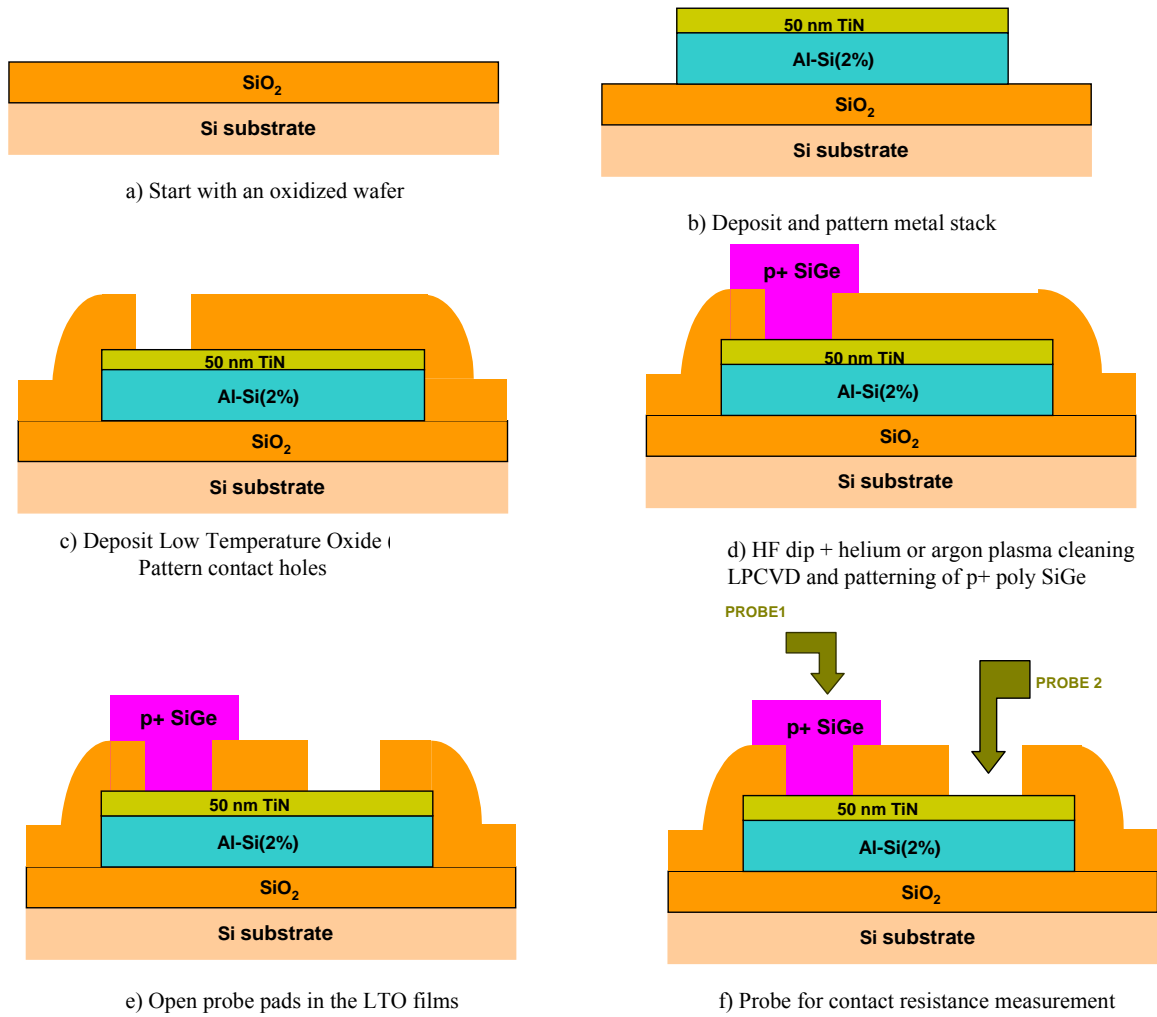 SiO2
Si substrate
a) Start with an oxidized wafer
50 nm TiN
Al-Si(2%)
SiO2
Si substrate
b) Deposit and pattern metal stack
50 nm TiN
Al-Si(2%)
SiO2
Si substrate
c) Deposit Low Temperature Oxide (
Pattern contact holes
p+ SiGe
50 nm TiN
Al-Si(2%)
SiO2
Si substrate
d) HF dip + helium or argon plasma cleaning
LPCVD and patterning of p+ poly SiGe
p+ SiGe
50 nm TiN
Al-Si(2%)
SiO2
Si substrate
e) Open probe pads in the LTO films
PROBE1
PROBE 2
p+ SiGe
50 nm TiN
Al-Si(2%)
SiO2
Si substrate
f) Probe for contact resistance measurement